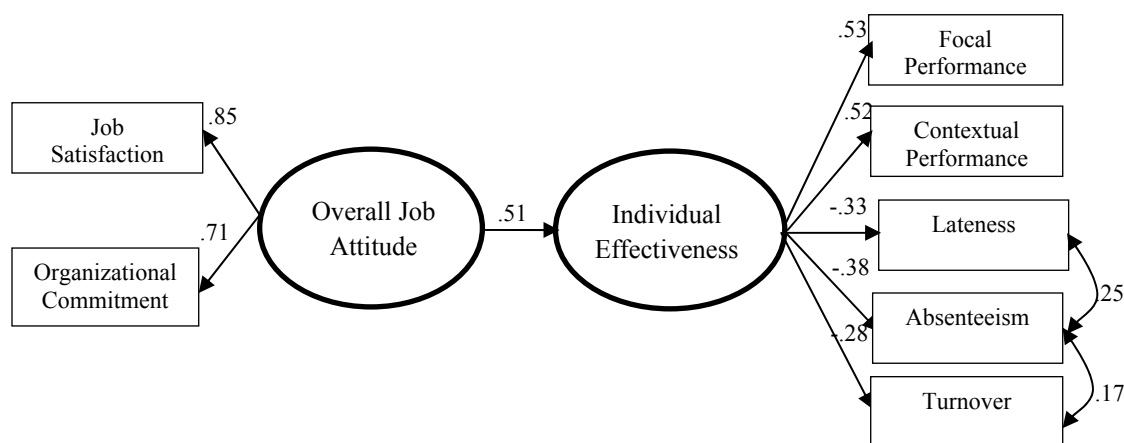 .85
Job
Satisfaction
.71
Organizational
Commitment
Overall Job
Attitude
.51
Individual
Effectiveness
.53
Focal
Performance
.52
Contextual
Performance
-.33
Lateness
-.38
Absenteeism
-.28
Turnover
.25
.17